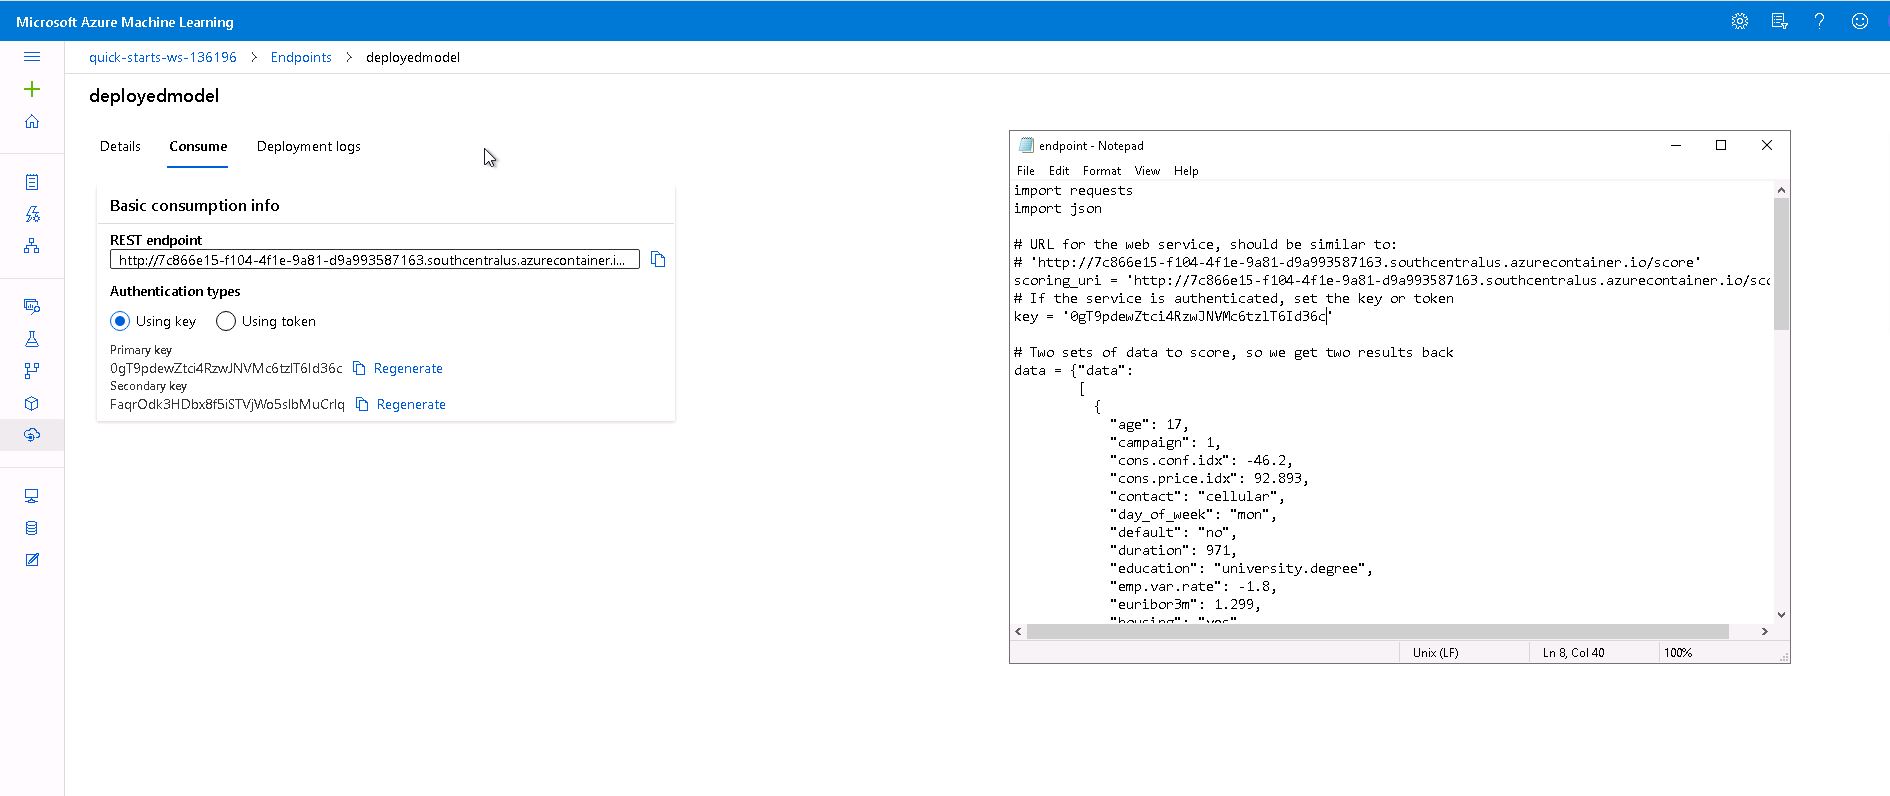 Microsoft Azure Machine Learning
quick-starts-ws-136196 > Endpoints > deployedmodel
deployedmodel
Details Consume Deployment logs
Basic consumption info
REST endpoint
http://7c866e15-f104-4f1e-9a81-d9a993587163.southcentralus.azurecontainer.i...
Authentication types
Using key Using token
Primary key
0gT9pdewZtci4RzwJNVMc6tzlT6Id36c Regenerate
Secondary key
FaqrOdk3HDbx8f5iSTVjWo5slbMuCrIq Regenerate
endpoint - Notepad
File Edit Format View Help
import requests
import json
# URL for the web service, should be similar to:
# 'http://7c866e15-f104-4f1e-9a81-d9a993587163.southcentralus.azurecontainer.io/score'
scoring_uri = 'http://7c866e15-f104-4f1e-9a81-d9a993587163.southcentralus.azurecontainer.io/sco
# If the service is authenticated, set the key or token
key = '0gT9pdewZtci4RzwJNVMc6tzlT6Id36c'
# Two sets of data to score, so we get two results back
data = {"data":
[
{
"age": 17,
"campaign": 1,
"cons.conf.idx": -46.2,
"cons.price.idx": 92.893,
"contact": "cellular",
"day_of_week": "mon",
"default": "no",
"duration": 971,
"education": "university.degree",
"emp.var.rate": -1.8,
"euribor3m": 1.299,
"housing": "yes"
Unix (LF) Ln 8, Col 40 100%